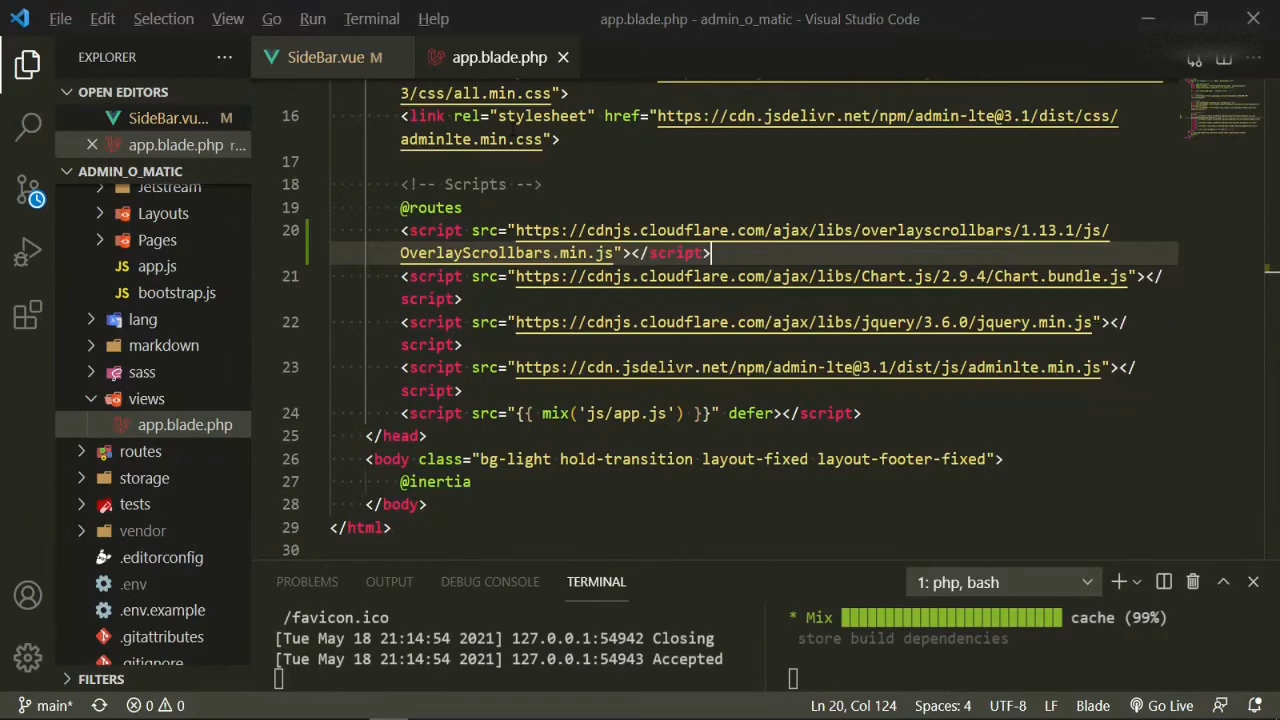 File Edit Selection View Go Run Terminal Help app.blade.php - admin_o_matic - Visual Studio Code
EXPLORER
SideBar.vue M
app.blade.php
OPEN EDITORS
SideBar.vu... M
app.blade.php r...
ADMIN_O_MATIC
Jetstream
Layouts
Pages
app.js
bootstrap.js
lang
markdown
sass
views
app.blade.php
routes
storage
tests
vendor
.editorconfig
.env
.env.example
.gitattributes
.gitignore
FILTERS
3/css/all.min.css">
16 <link rel="stylesheet" href="https://cdn.jsdelivr.net/npm/admin-lte@3.1/dist/css/
adminlte.min.css">
17
18 <!-- Scripts -->
19 @routes
20 <script src="https://cdnjs.cloudflare.com/ajax/libs/overlayscrollbars/1.13.1/js/
OverlayScrollbars.min.js"></script>
21 <script src="https://cdnjs.cloudflare.com/ajax/libs/Chart.js/2.9.4/Chart.bundle.js"></
script>
22 <script src="https://cdnjs.cloudflare.com/ajax/libs/jquery/3.6.0/jquery.min.js"></
script>
23 <script src="https://cdn.jsdelivr.net/npm/admin-lte@3.1/dist/js/adminlte.min.js"></
script>
24 <script src="{{ mix('js/app.js') }}" defer></script>
25 </head>
26 <body class="bg-light hold-transition layout-fixed layout-footer-fixed">
27 @inertia
28 </body>
29 </html>
30
PROBLEMS OUTPUT DEBUG CONSOLE TERMINAL 1: php, bash
/favicon.ico
[Tue May 18 21:14:54 2021] 127.0.0.1:54942 Closing
[Tue May 18 21:14:54 2021] 127.0.0.1:54943 Accepted
* Mix cache (99%)
store build dependencies
main* 0 0 Ln 20, Col 124 Spaces: 4 UTF-8 LF Blade Go Live